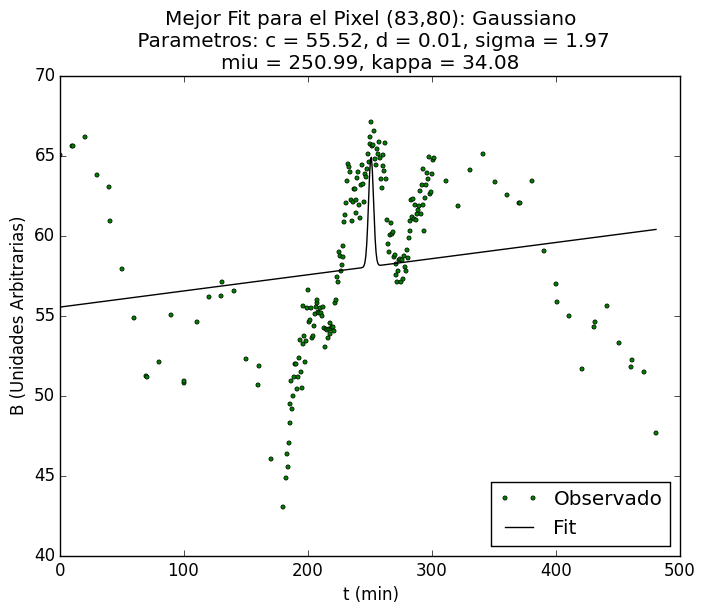 Mejor Fit para el Pixel (83,80): Gaussiano
Parametros: c = 55.52, d = 0.01, sigma = 1.97
miu = 250.99, kappa = 34.08
70
65
60
55
50
45
40
B (Unidades Arbitrarias)
Observado
Fit
0 100 200 300 400 500
t (min)